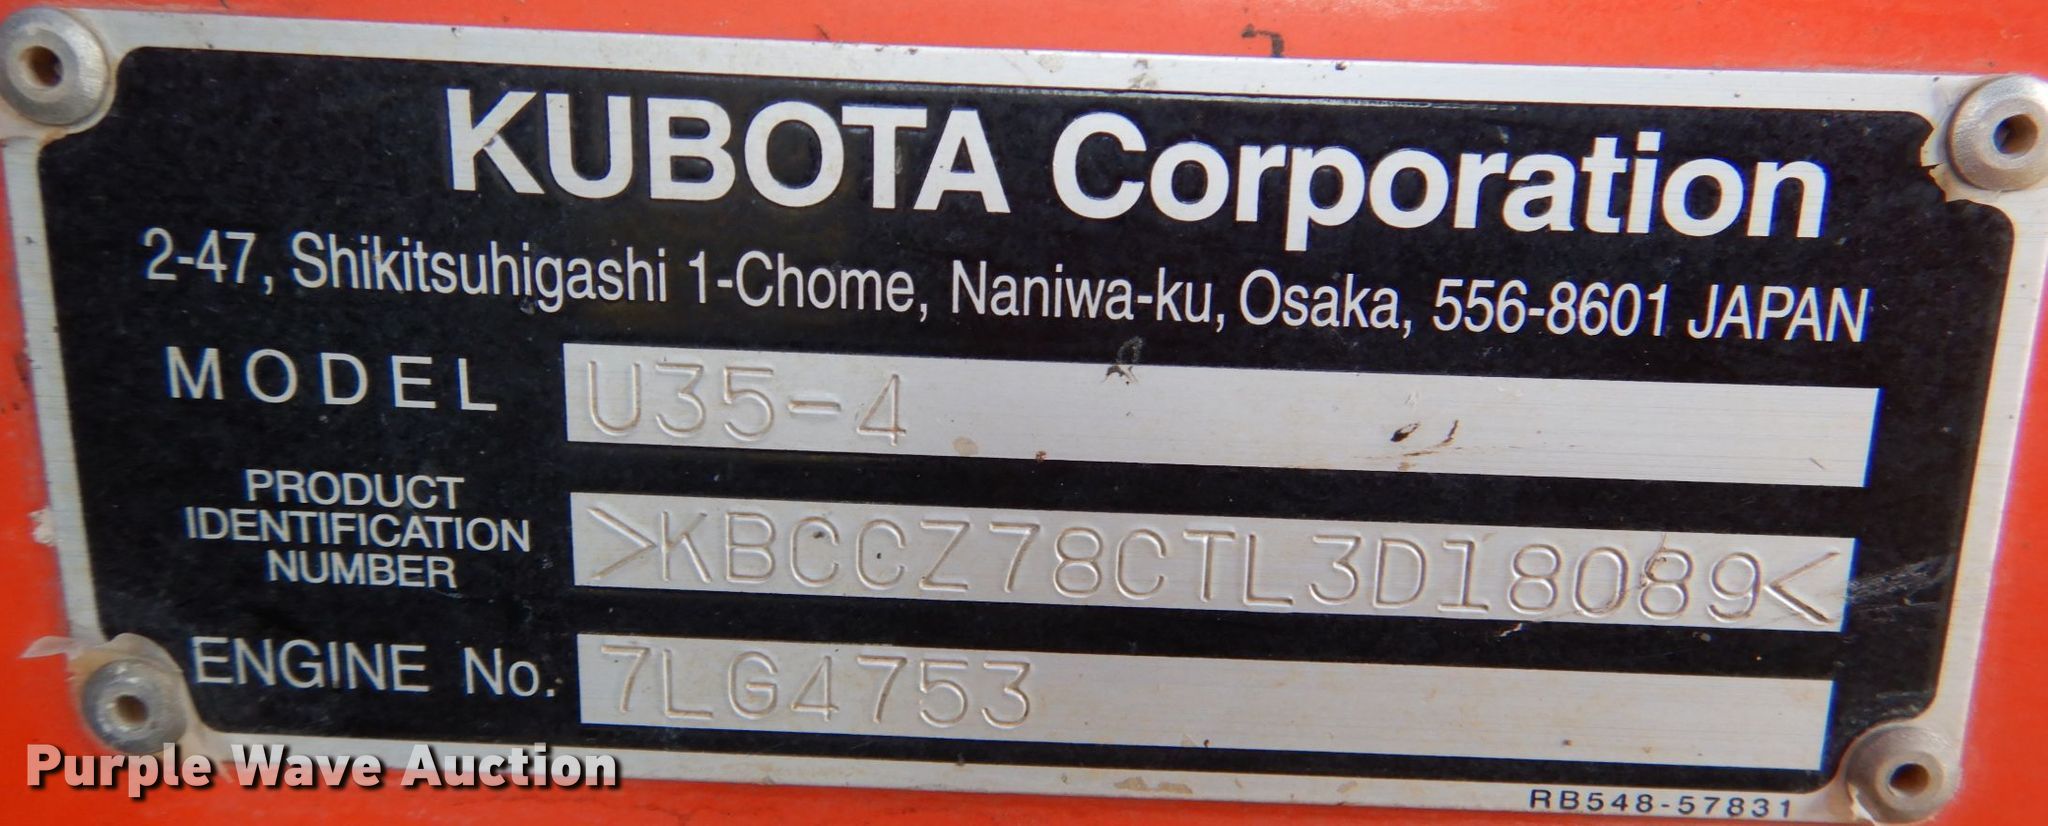 KUBOTA Corporation
2-47, Shikitsuhigashi 1-Chome, Naniwa-ku, Osaka, 556-8601 JAPAN
MODEL U35-4
PRODUCT
IDENTIFICATION >KBCCZ78CTL3D18089<
NUMBER
ENGINE No. 7LG4753
Purple Wave Auction
RB548-57831